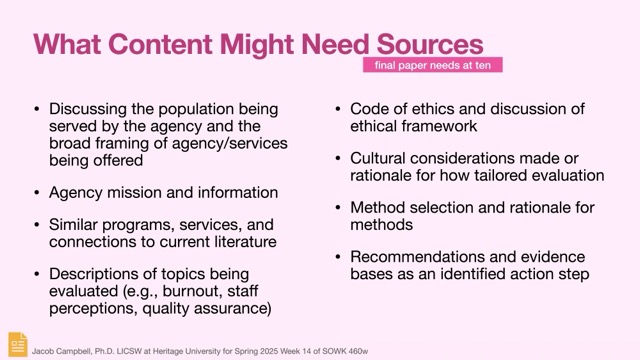 What Content Might Need Sources
final paper needs at ten
• Discussing the population being
served by the agency and the
broad framing of agency/services
being offered
• Agency mission and information
• Similar programs, services, and
connections to current literature
• Descriptions of topics being
evaluated (e.g., burnout, staff
perceptions, quality assurance)
• Code of ethics and discussion of
ethical framework
• Cultural considerations made or
rationale for how tailored evaluation
• Method selection and rationale for
methods
• Recommendations and evidence
bases as an identified action step
Jacob Campbell, Ph.D. LICSW at Heritage University for Spring 2025 Week 14 of SOWK 460w